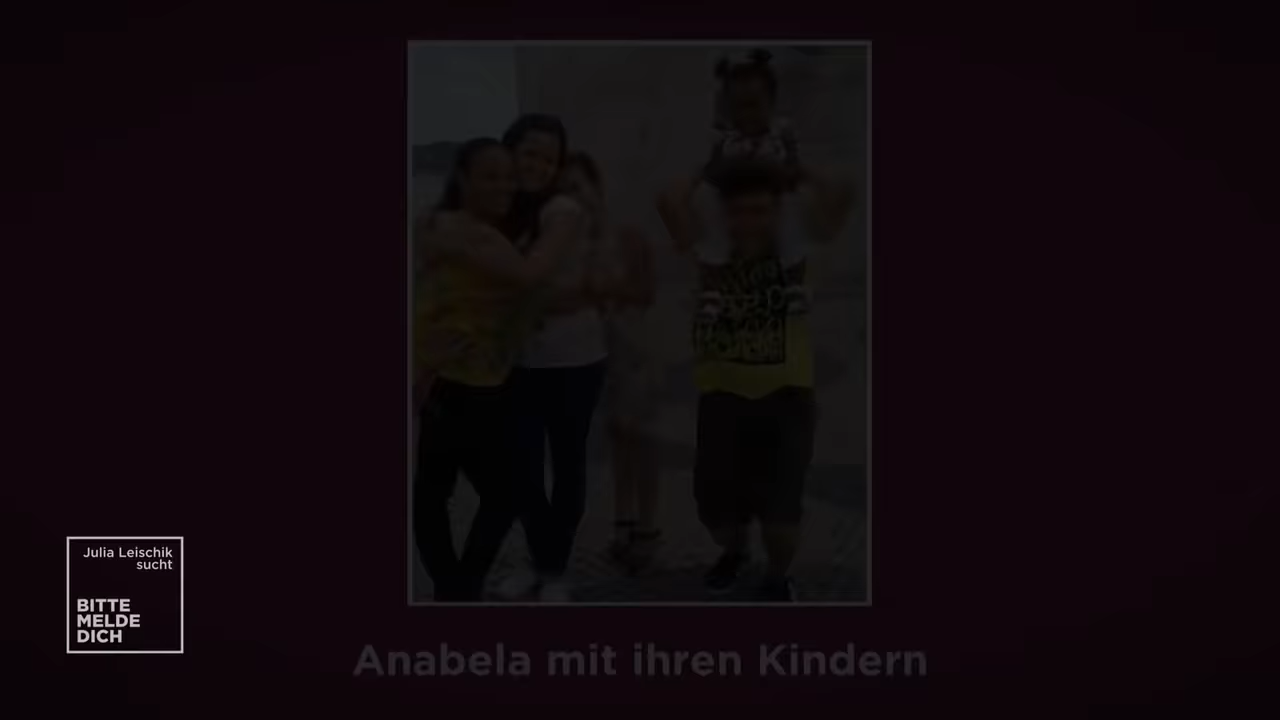 Julia Leischik
sucht
BITTE
MELDE
DICH
Anabela mit ihren Kindern